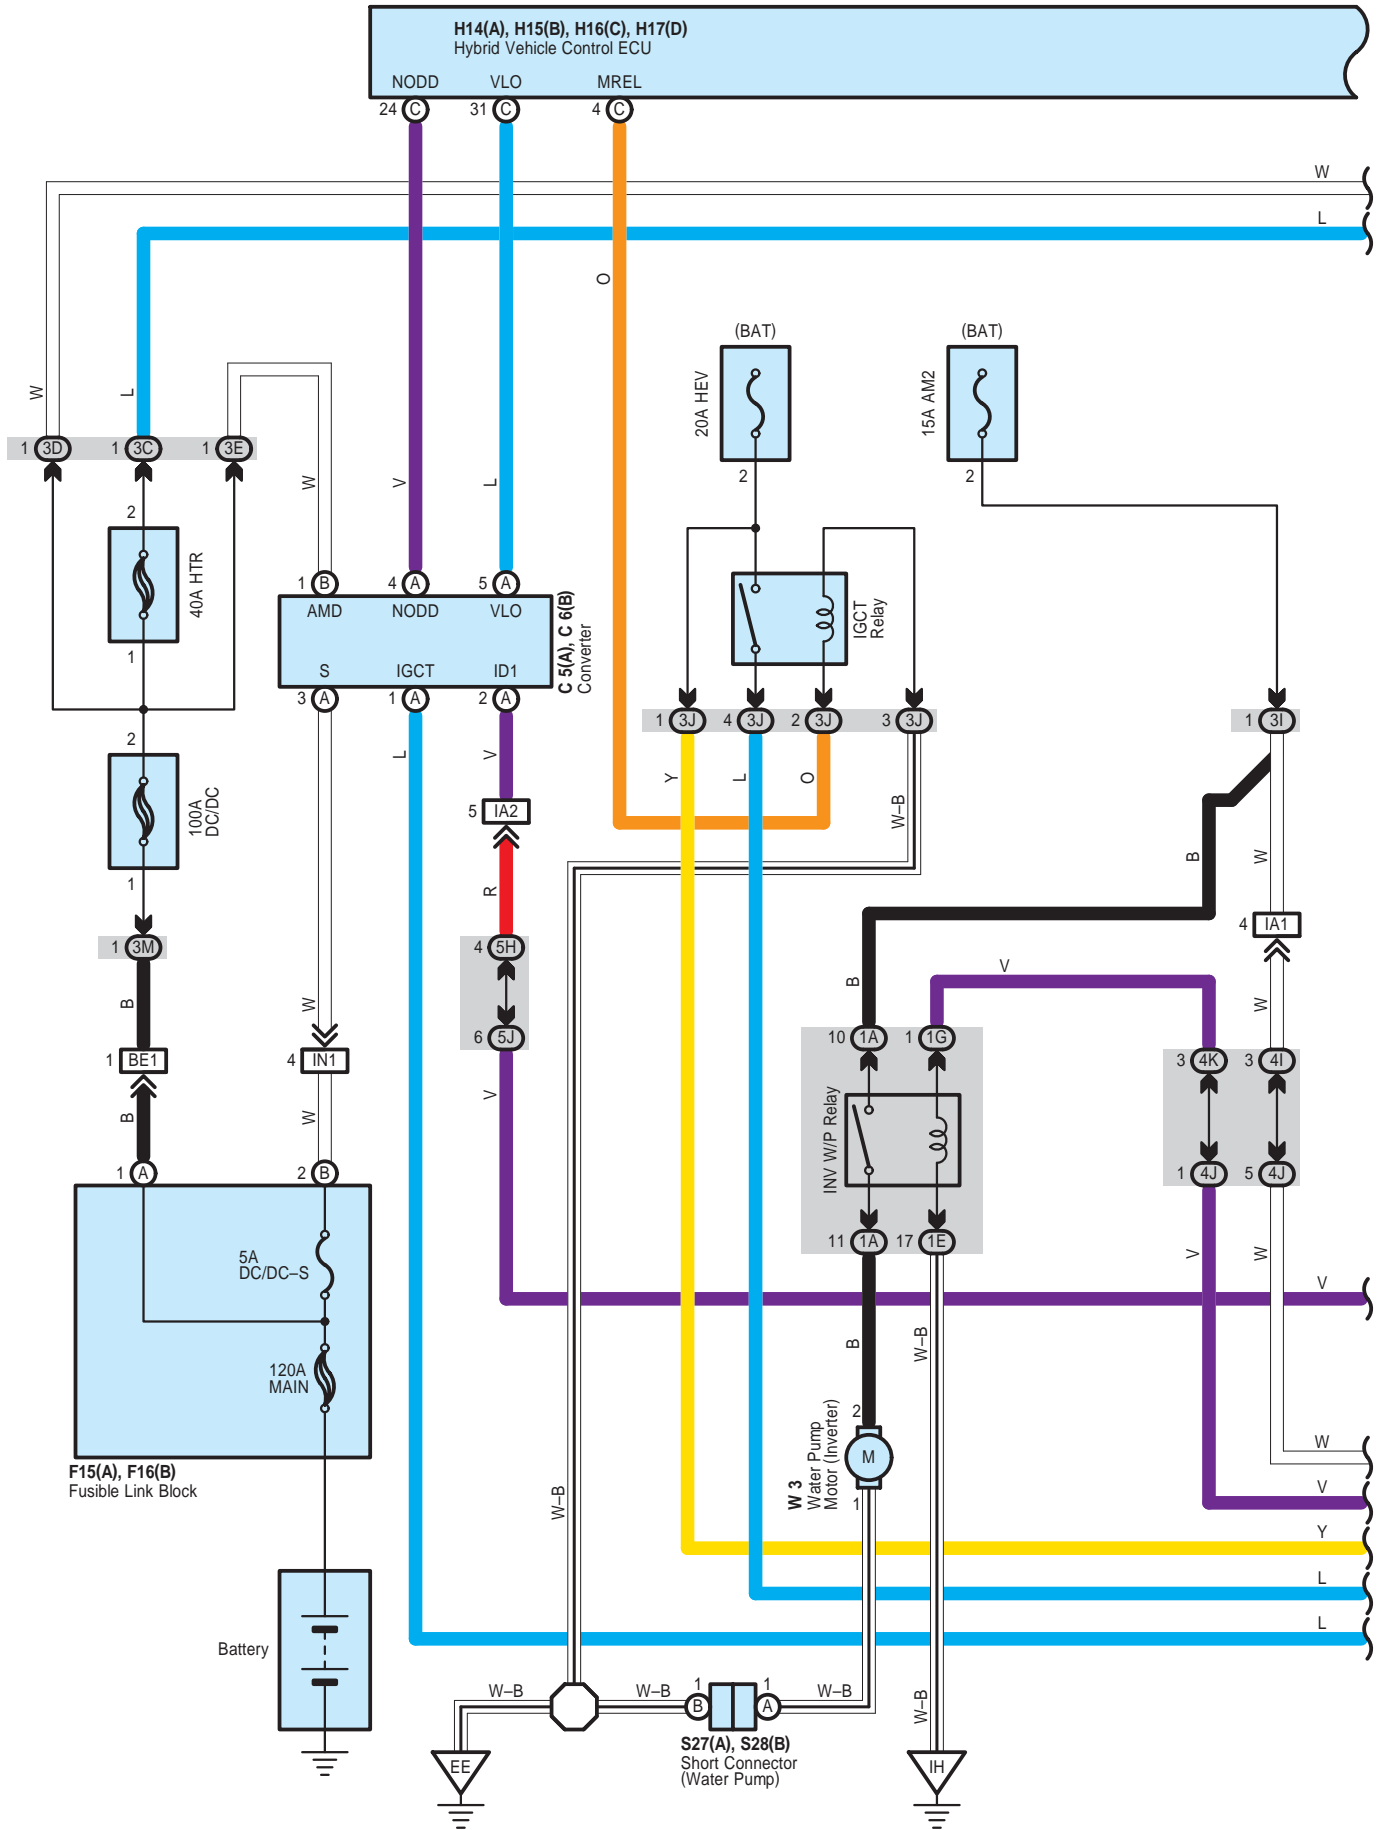 H14(A), H15(B), H16(C), H17(D)
Hybrid Vehicle Control ECU
NODD VLO MREL
24 C 31 C 4 C
W
L
O
(BAT) (BAT)
20A HEV 15A AM2
2 2
W L
1 3D 1 3C 1 3E
W V L
2
40A HTR
1
1 B 4 A 5 A
AMD NODD VLO
S IGCT ID1
C 5(A), C 6(B)
Converter
3 A 1 A 2 A
IGCT
Relay
1 3J 4 3J 2 3J 3 3J 1 3I
2
100A
DC/DC
1
L V Y L O W–B
5 IA2
R
B W
4 IA1
1 3M
4 5H
6 5J
B W V B V W
1 BE1 4 IN1
B W
10 1A 1 1G
3 4K 3 4I
INV W/P Relay
1 4J 5 4J
11 1A 17 1E
1 A 2 B
5A
DC/DC–S
120A
MAIN
F15(A), F16(B)
Fusible Link Block
V W
V
B W–B
2
M
1
W 3
Water Pump
Motor (Inverter)
W
V
Y
L
L
W–B
Battery
W–B W–B 1 B 1 A W–B W–B
S27(A), S28(B)
Short Connector
(Water Pump)
EE IH